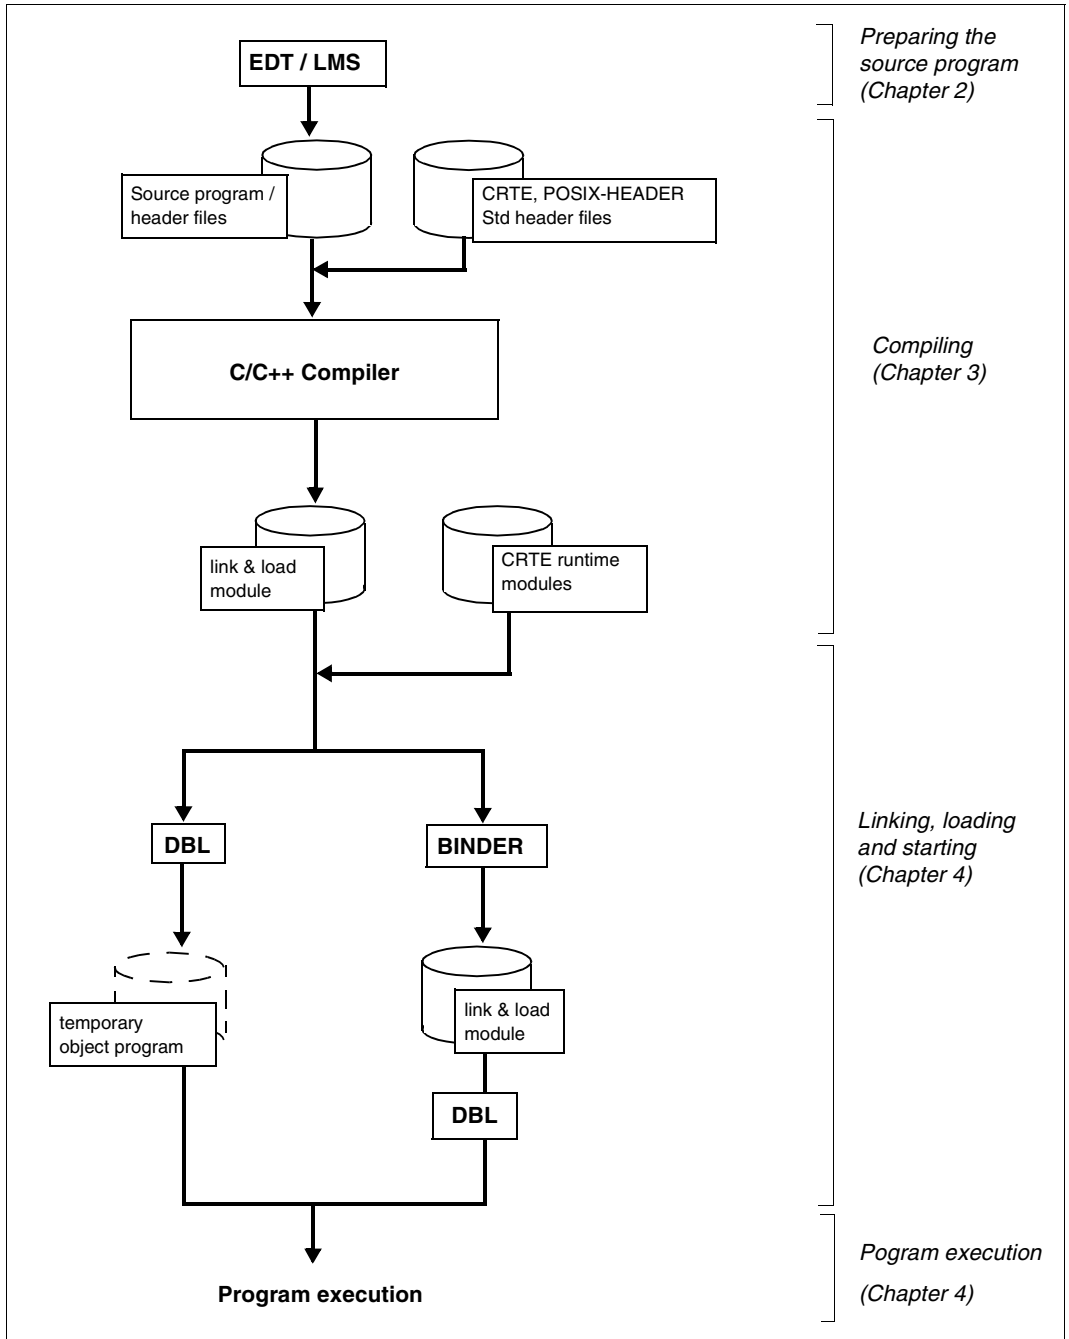 EDT / LMS
Preparing the
source program
(Chapter 2)
Source program /
header files
CRTE, POSIX-HEADER
Std header files
C/C++ Compiler
Compiling
(Chapter 3)
link & load
module
CRTE runtime
modules
DBL
BINDER
Linking, loading
and starting
(Chapter 4)
temporary
object program
link & load
module
DBL
Program execution
Pogram execution
(Chapter 4)